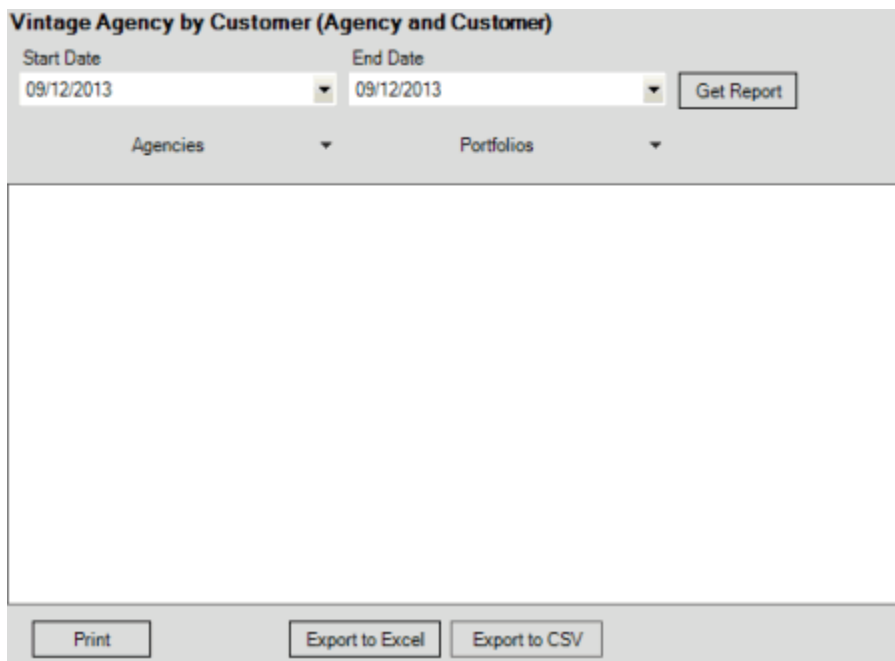 Vintage Agency by Customer (Agency and Customer)
Start Date End Date
09/12/2013 09/12/2013 Get Report
Agencies Portfolios
Print Export to Excel Export to CSV